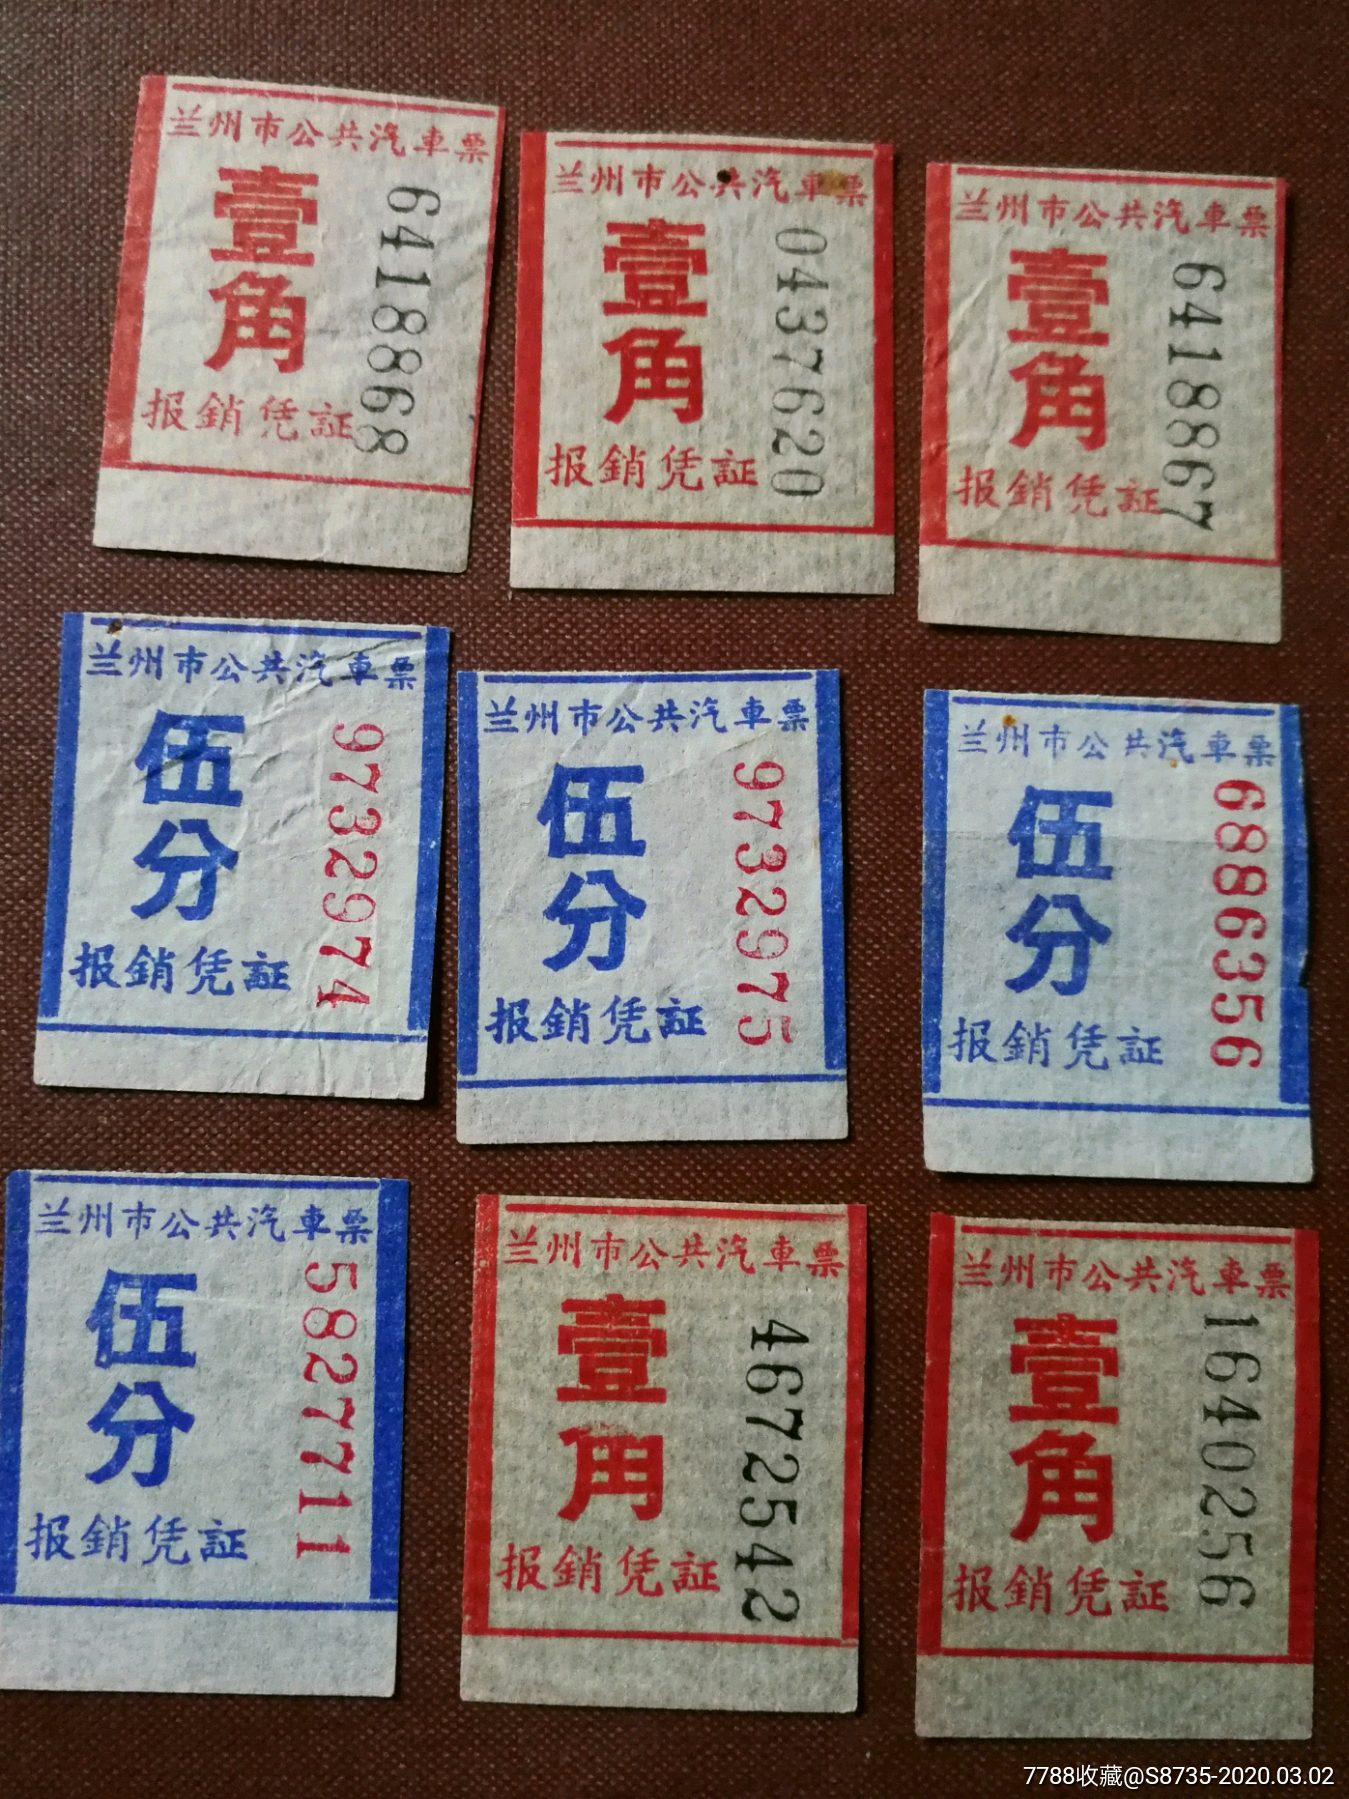 兰州市公共汽車票
壹角
6418868
报銷凭証
兰州市公共汽車票
壹角
0437620
报銷凭証
兰州市公共汽車票
壹角
6418867
报銷凭証
兰州市公共汽車票
伍分
9732974
报銷凭証
兰州市公共汽車票
伍分
9732975
报銷凭証
兰州市公共汽車票
伍分
6886356
报銷凭証
兰州市公共汽車票
伍分
5827711
报銷凭証
兰州市公共汽車票
壹角
4672542
报銷凭証
兰州市公共汽車票
壹角
1640256
报銷凭証
7788收藏@S8735-2020.03.02